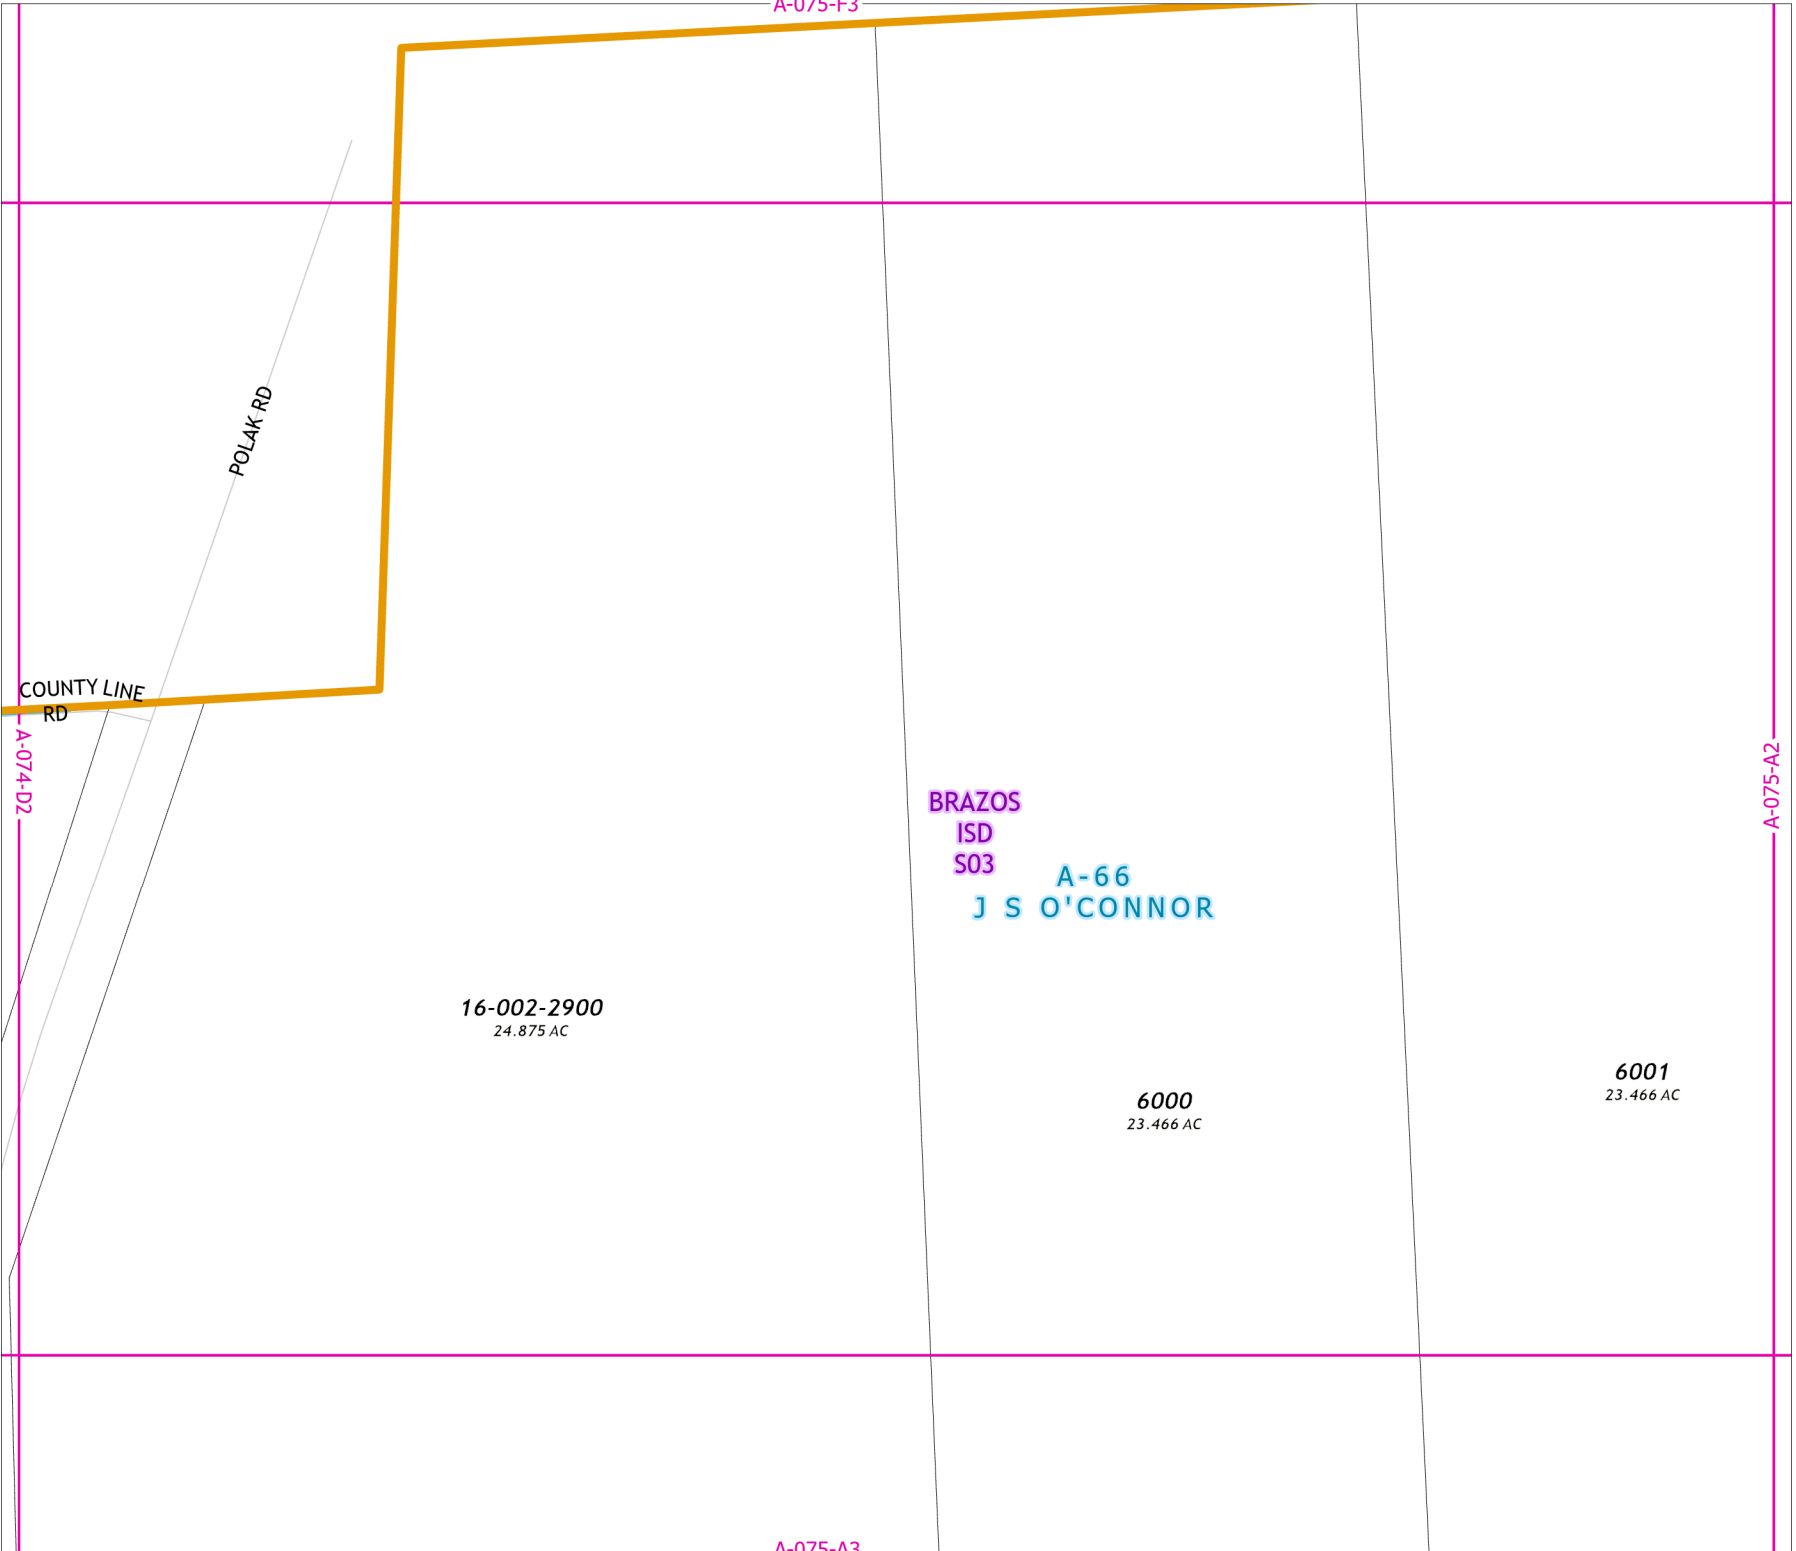 A-075-F3
POLAK RD
COUNTY LINE
RD
A-074-D2
A-075-A2
BRAZOS
ISD
S03
A-66
J S O'CONNOR
16-002-2900
24.875 AC
6000
23.466 AC
6001
23.466 AC
A-075-A3